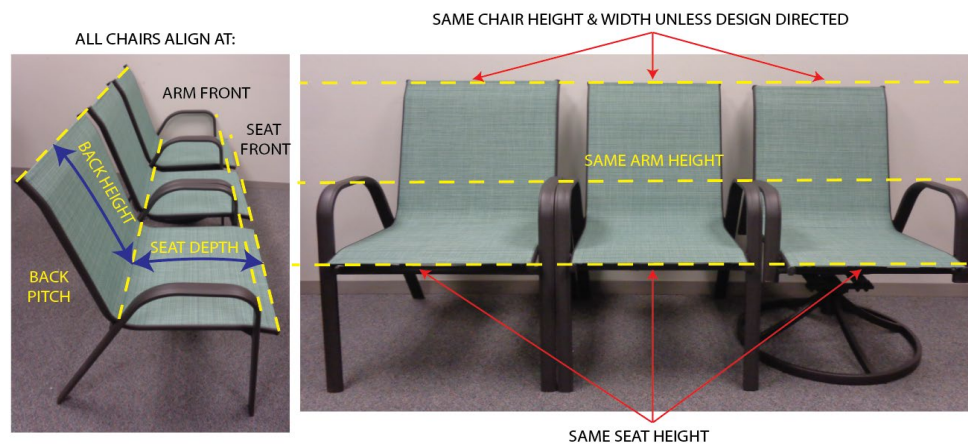 ALL CHAIRS ALIGN AT:
ARM FRONT
SEAT
FRONT
BACK HEIGHT
SEAT DEPTH
BACK
PITCH
SAME CHAIR HEIGHT & WIDTH UNLESS DESIGN DIRECTED
SAME ARM HEIGHT
SAME SEAT HEIGHT